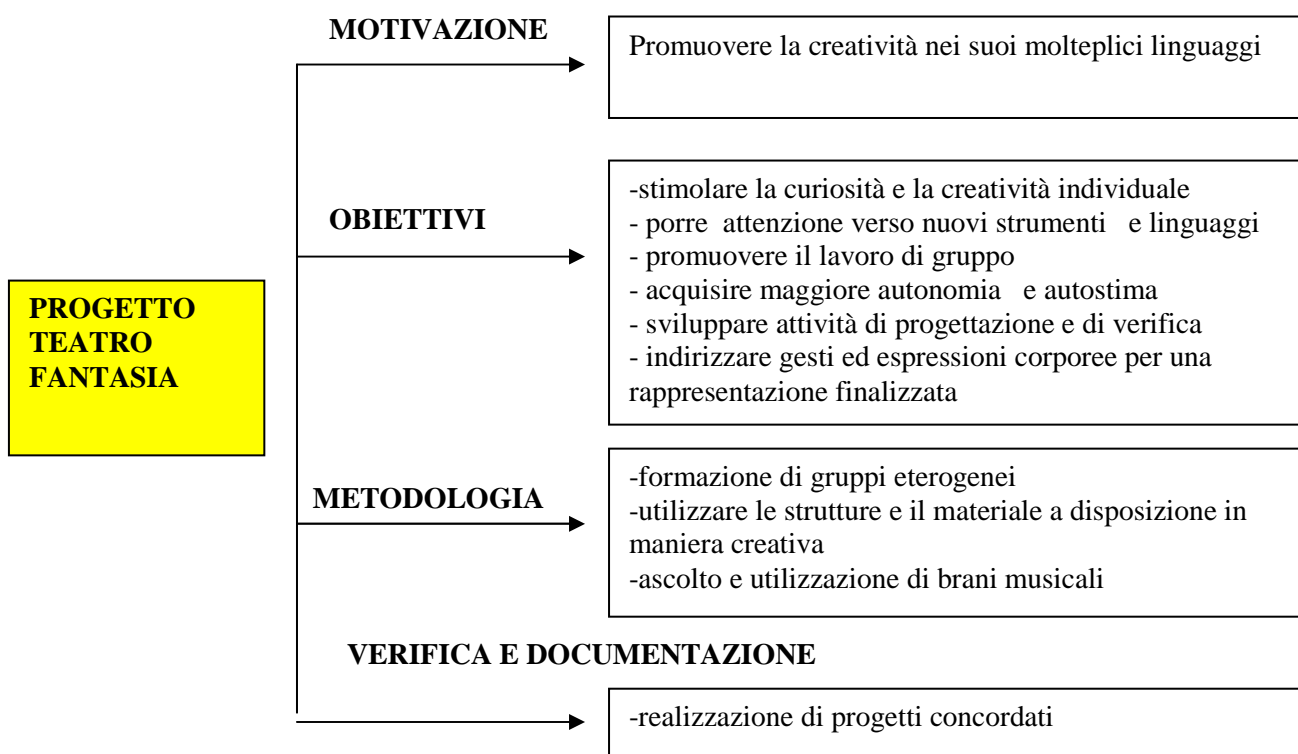 MOTIVAZIONE
Promuovere la creatività nei suoi molteplici linguaggi
OBIETTIVI
-stimolare la curiosità e la creatività individuale
- porre  attenzione verso nuovi strumenti   e linguaggi
- promuovere il lavoro di gruppo
- acquisire maggiore autonomia   e autostima
- sviluppare attività di progettazione e di verifica
- indirizzare gesti ed espressioni corporee per una
rappresentazione finalizzata
PROGETTO
TEATRO
FANTASIA
METODOLOGIA
-formazione di gruppi eterogenei
-utilizzare le strutture e il materiale a disposizione in
maniera creativa
-ascolto e utilizzazione di brani musicali
VERIFICA E DOCUMENTAZIONE
-realizzazione di progetti concordati